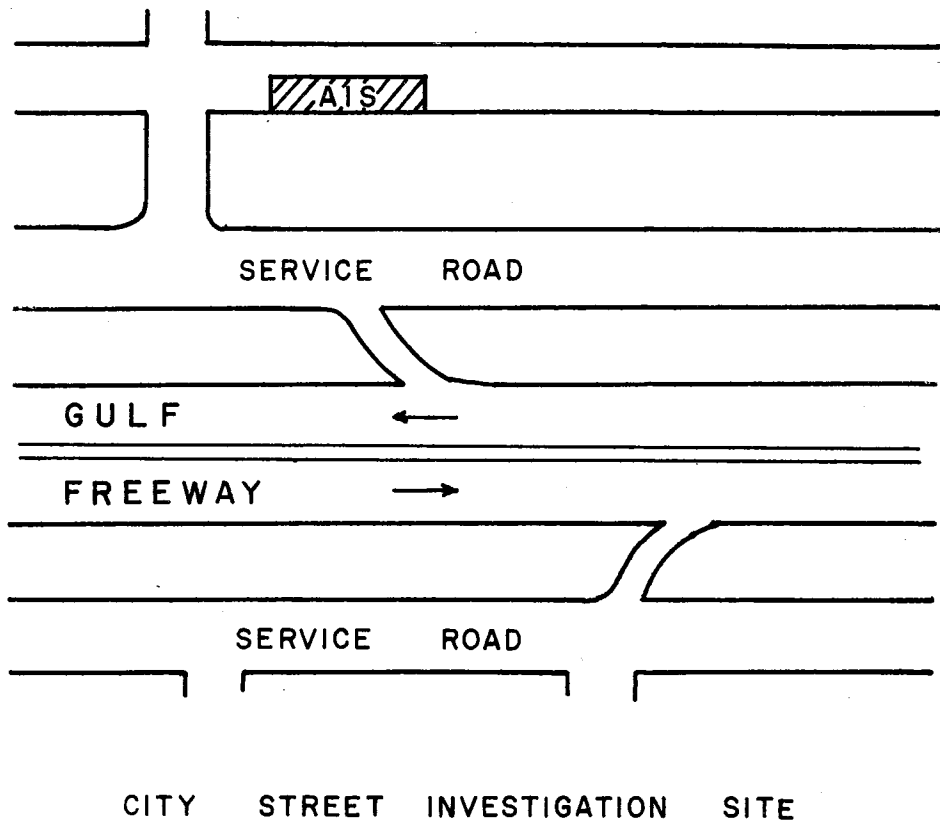 A1S
SERVICE ROAD
GULF
FREEWAY
SERVICE ROAD
CITY STREET INVESTIGATION SITE